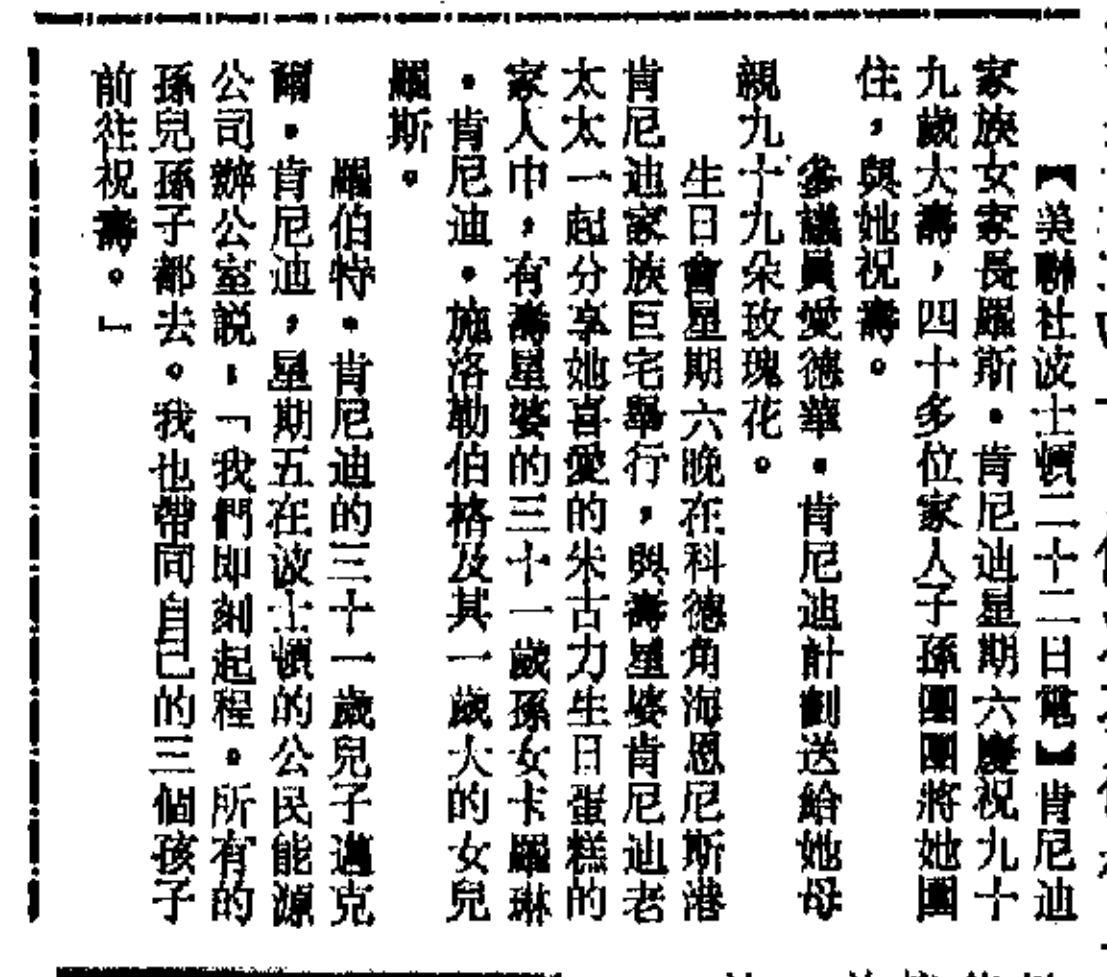 【美聯社波士頓二十二日電】肯尼迪
家族女家長羅斯・肯尼迪星期六慶祝九十
九歲大壽，四十多位家人子孫團團將她圍
住，與她祝壽。
參議員愛德華・肯尼迪計劃送給她母
親九十九朵玫瑰花。
生日會星期六晚在科德角海恩尼斯港
肯尼迪家族巨宅舉行，與壽星婆肯尼迪老
太太一起分享她喜愛的朱古力生日蛋糕的
家人中，有壽星婆的三十一歲孫女卡羅琳
・肯尼迪・施洛勒伯格及其一歲大的女兒
羅斯。
羅伯特・肯尼迪的三十一歲兒子邁克
爾・肯尼迪，星期五在波士頓的公民能源
公司辦公室説：「我們即刻起程。所有的
孫兒孫子都去。我也帶同自己的三個孩子
前往祝壽。」